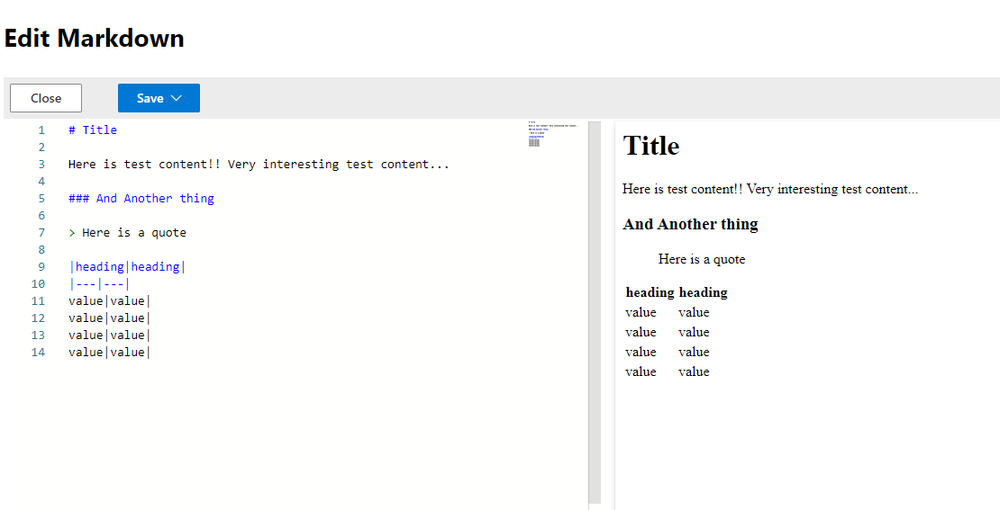 Edit Markdown
Close
Save
1 # Title
2
3 Here is test content!! Very interesting test content...
4
5 ### And Another thing
6
7 > Here is a quote
8
9 |heading|heading|
10 |---|---|
11 value|value|
12 value|value|
13 value|value|
14 value|value|
Title
Here is test content!! Very interesting test content...
And Another thing
Here is a quote
heading heading
value value
value value
value value
value value